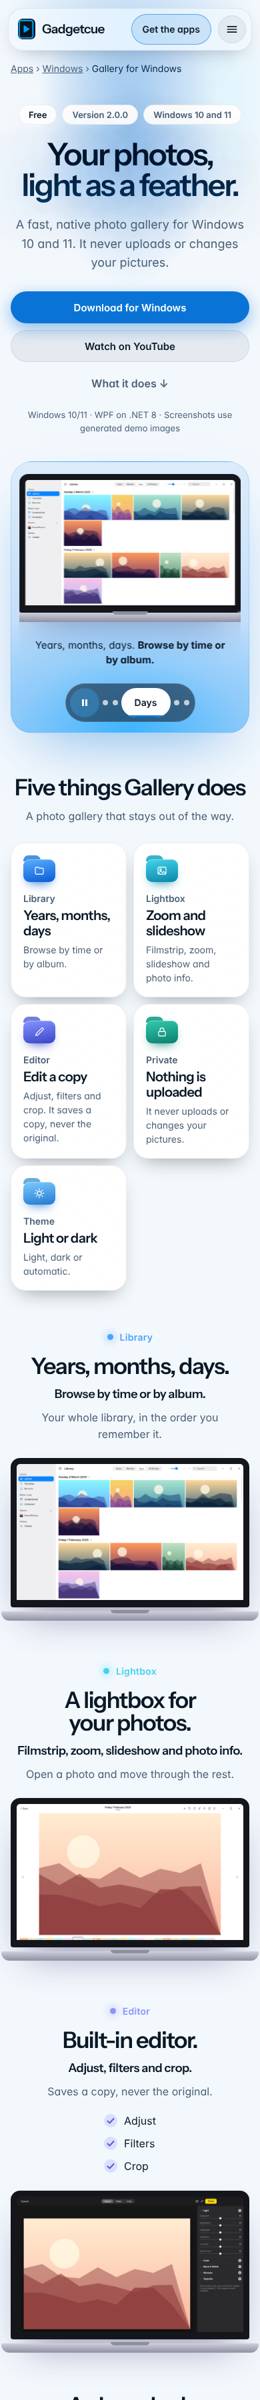 Gadgetcue
Get the apps
Apps › Windows › Gallery for Windows
Free
Version 2.0.0
Windows 10 and 11
Your photos,
light as a feather.
A fast, native photo gallery for Windows
10 and 11. It never uploads or changes
your pictures.
Download for Windows
Watch on YouTube
What it does ↓
Windows 10/11 · WPF on .NET 8 · Screenshots use
generated demo images
Library
Years, months, days. Browse by time or
by album.
Days
Five things Gallery does
A photo gallery that stays out of the way.
Library
Years, months,
days
Browse by time or
by album.
Lightbox
Zoom and
slideshow
Filmstrip, zoom,
slideshow and
photo info.
Editor
Edit a copy
Adjust, filters and
crop. It saves a
copy, never the
original.
Private
Nothing is
uploaded
It never uploads or
changes your
pictures.
Theme
Light or dark
Light, dark or
automatic.
Library
Years, months, days.
Browse by time or by album.
Your whole library, in the order you
remember it.
Library
Lightbox
A lightbox for
your photos.
Filmstrip, zoom, slideshow and photo info.
Open a photo and move through the rest.
Editor
Built-in editor.
Adjust, filters and crop.
Saves a copy, never the original.
Adjust
Filters
Crop